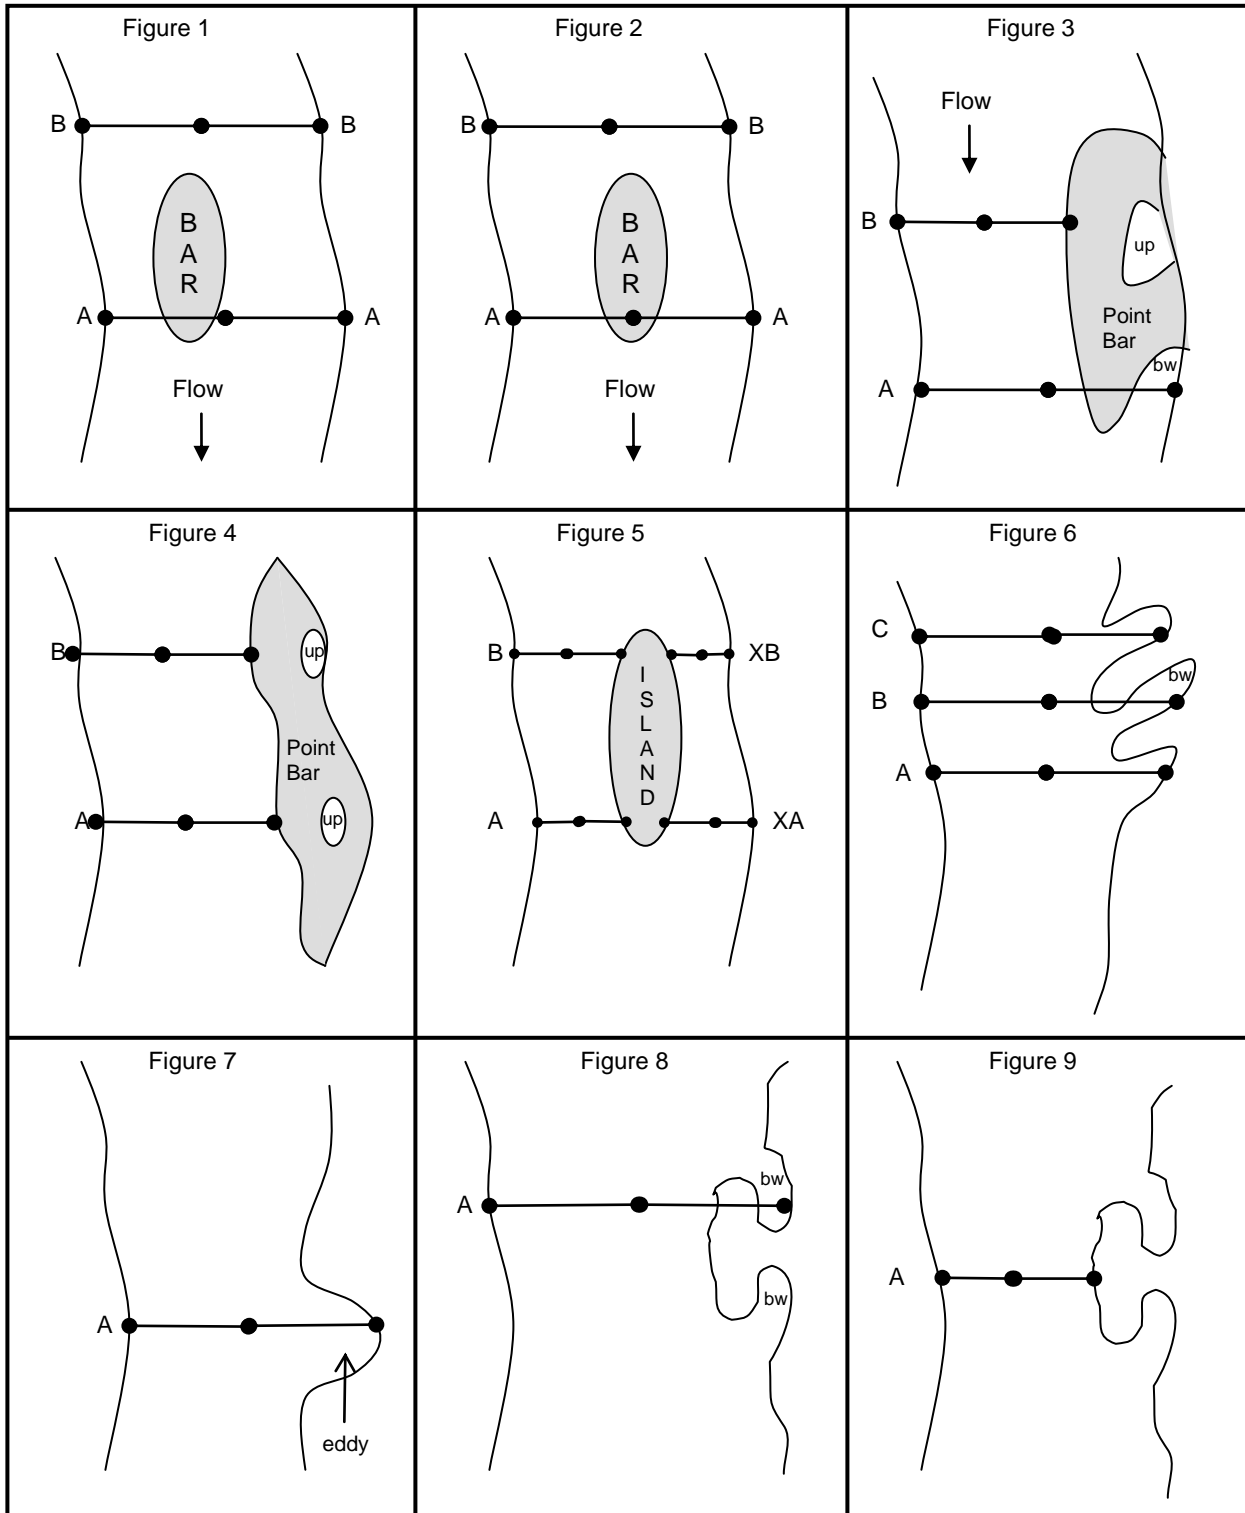 Figure 1
B B
B
A
R
A A
Flow
Figure 2
B B
B
A
R
A A
Flow
Figure 3
Flow
B
up
Point
Bar
bw
A
Figure 4
B
up
Point
Bar
up
A
Figure 5
B XB
I
S
L
A
N
D
A XA
Figure 6
C
bw
B
A
Figure 7
A
eddy
Figure 8
bw
A
bw
Figure 9
A